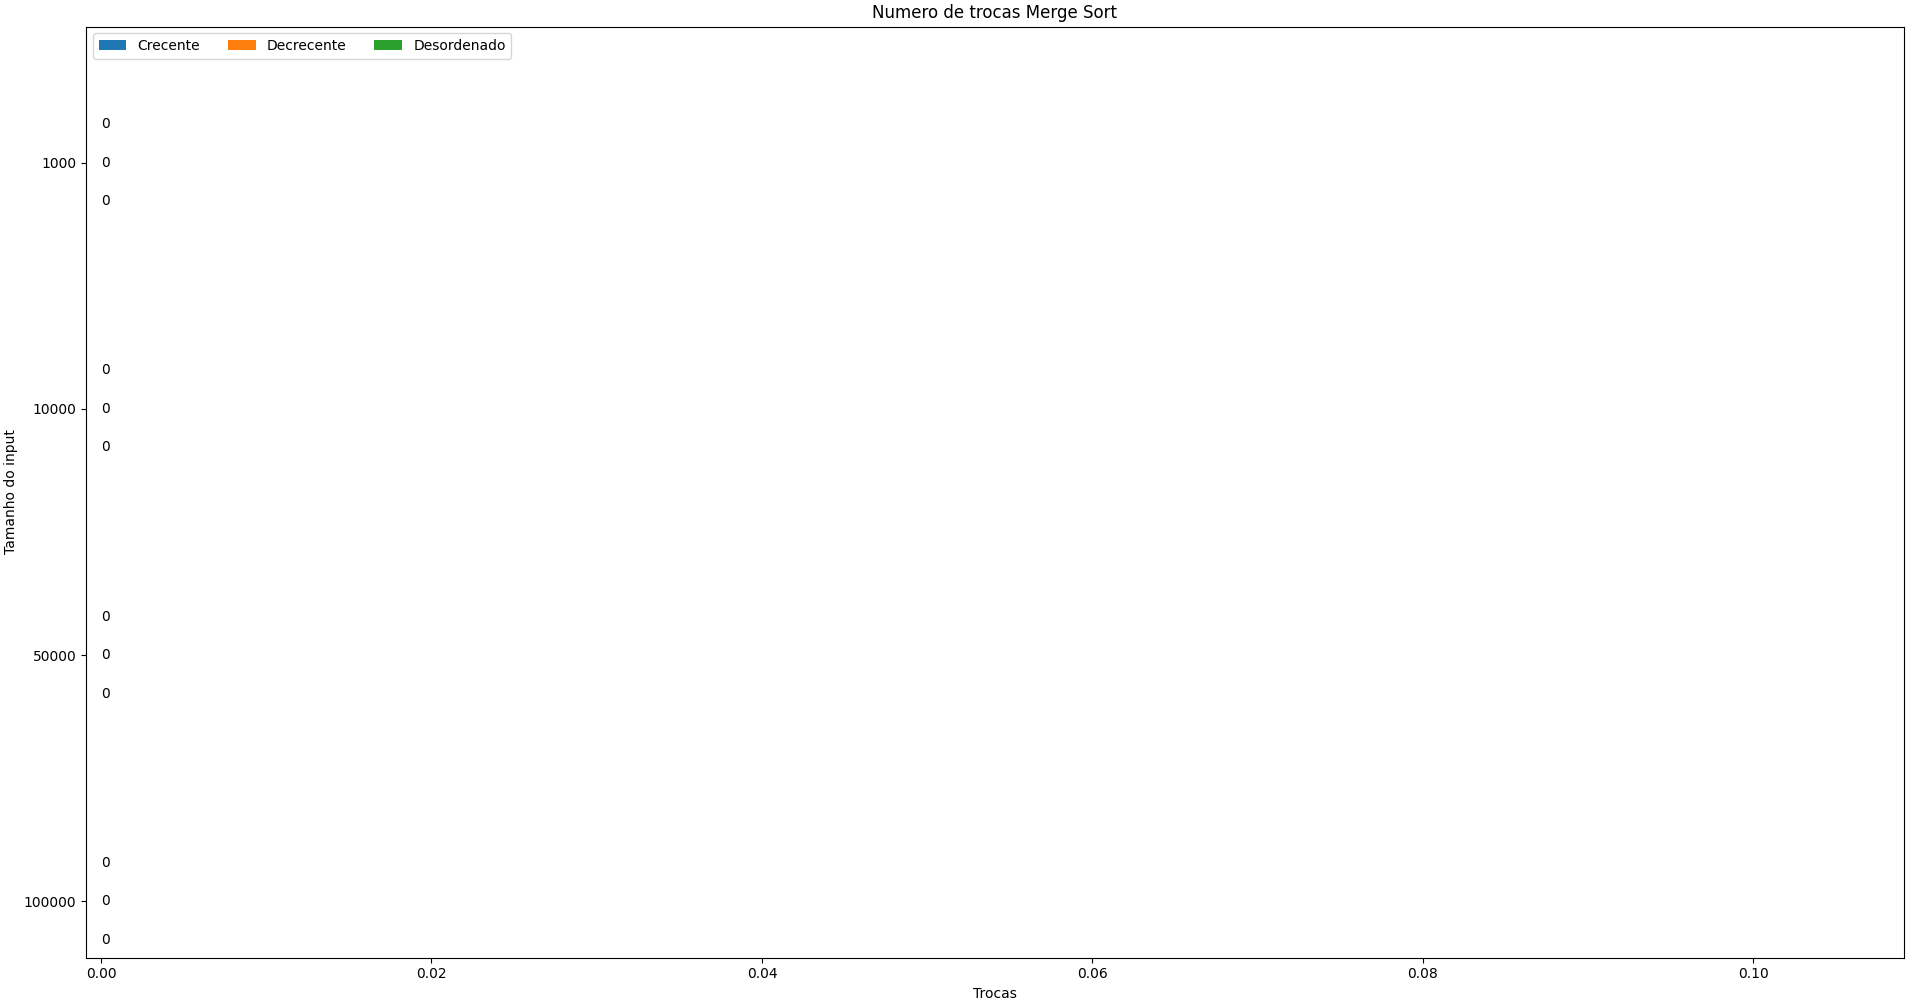 Numero de trocas Merge Sort
Crecente Decrecente Desordenado
0
1000 0
0
0
10000 0
0
Tamanho do input
0
50000 0
0
0
100000 0
0
0.00 0.02 0.04 0.06 0.08 0.10
Trocas